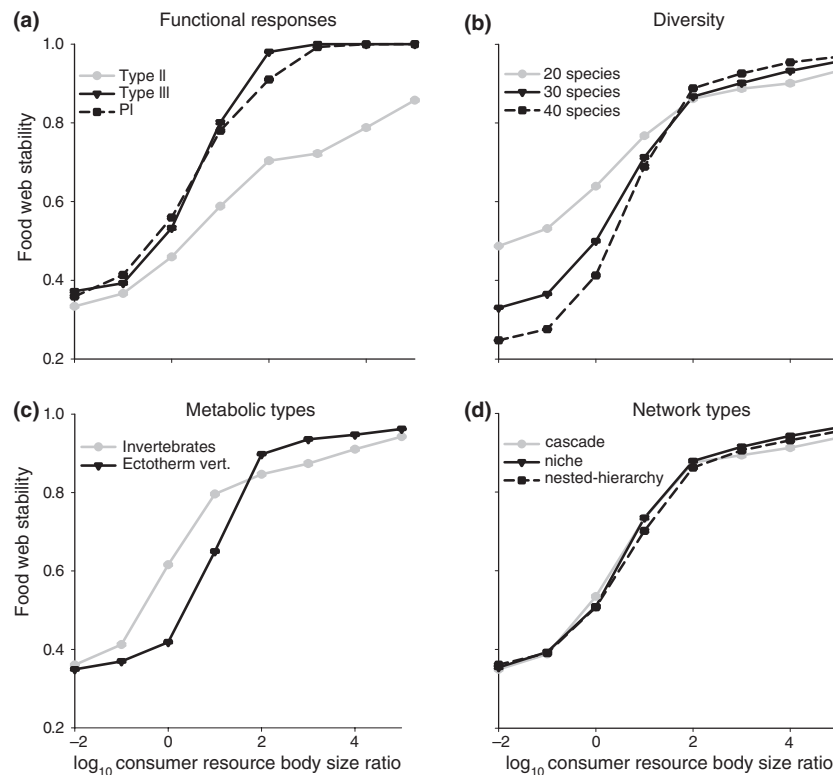 (a)
Functional responses
1.0
0.8
0.6
0.4
0.2
Food web stability
Type II
Type III
PI
(b)
Diversity
20 species
30 species
40 species
(c)
Metabolic types
1.0
0.8
0.6
0.4
0.2
Food web stability
Invertebrates
Ectotherm vert.
−2 0 2 4
log10 consumer resource body size ratio
(d)
Network types
cascade
niche
nested-hierarchy
−2 0 2 4
log10 consumer resource body size ratio